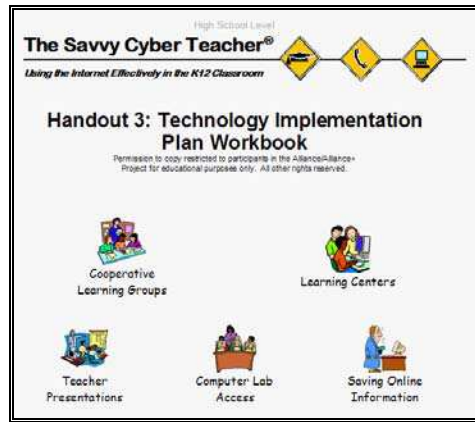 High School Level
The Savvy Cyber Teacher®
Using the Internet Effectively in the K12 Classroom
Handout 3: Technology Implementation
Plan Workbook
Permission to copy restricted to participants in the Alliance/Alliance+
Project for educational purposes only. All other rights reserved.
Cooperative
Learning Groups
Learning Centers
Teacher
Presentations
Computer Lab
Access
Saving Online
Information